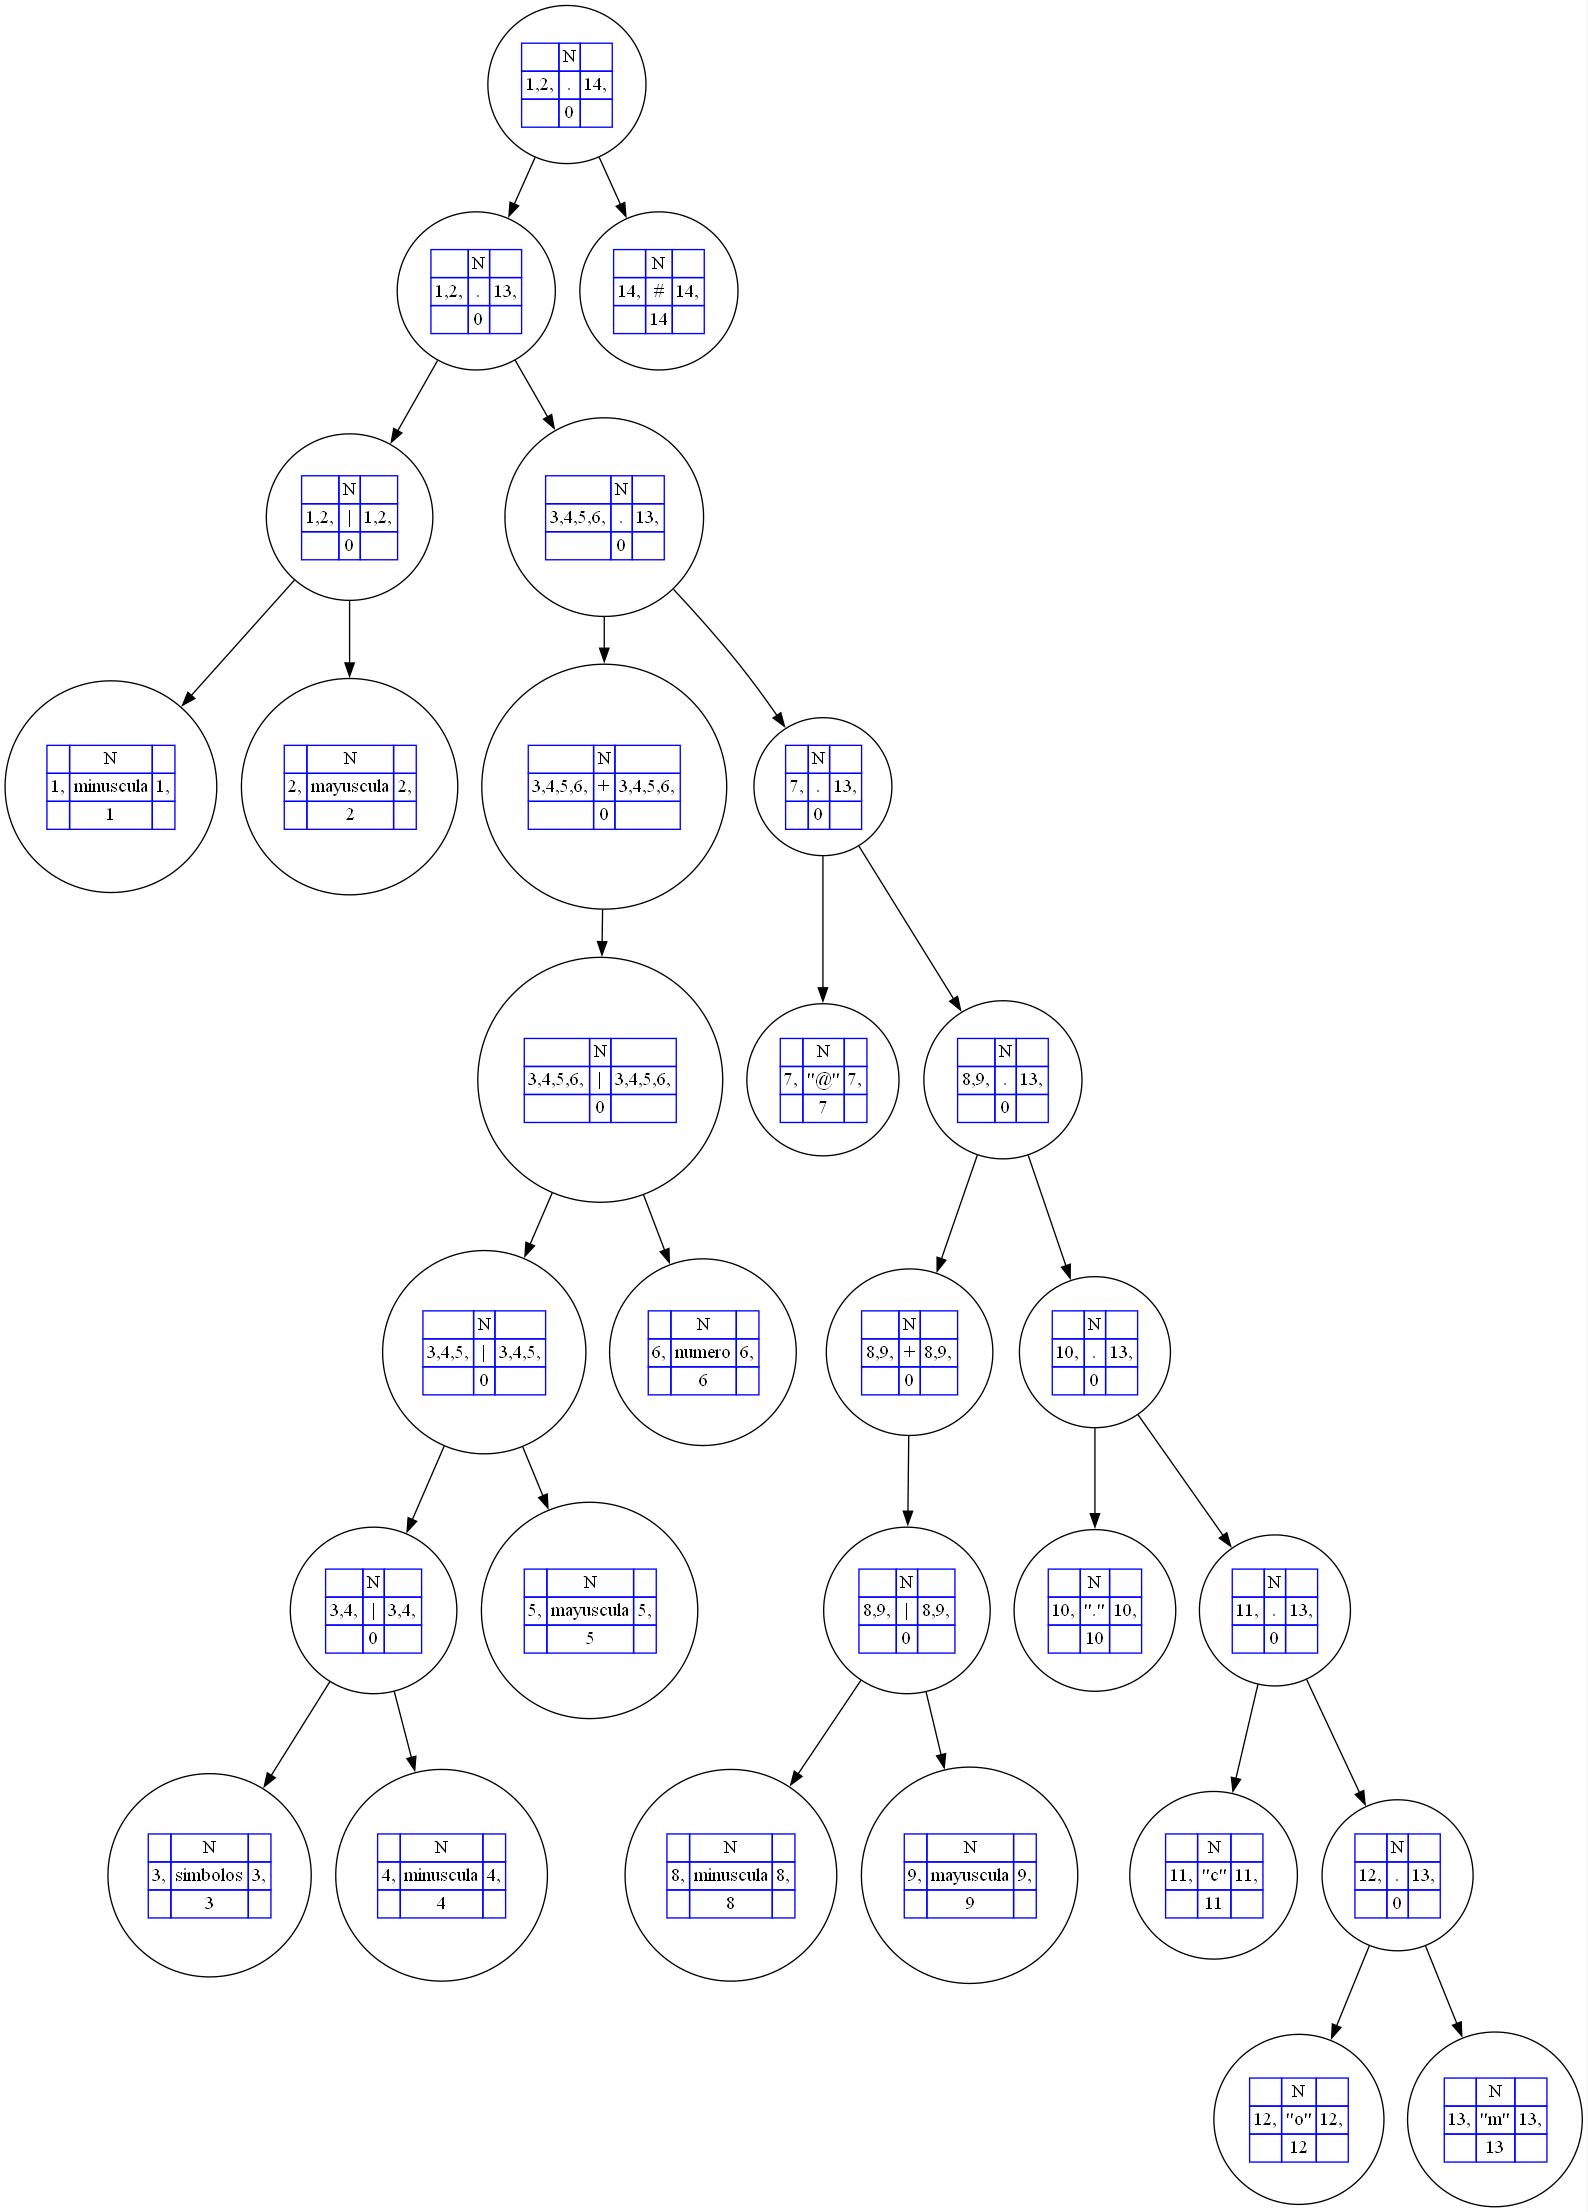 N
1,2, . 14,
0
N
1,2, . 13,
0
N
14, # 14,
14
N
1,2, | 1,2,
0
N
3,4,5,6, . 13,
0
N
1, minuscula 1,
1
N
2, mayuscula 2,
2
N
3,4,5,6, + 3,4,5,6,
0
N
7, . 13,
0
N
3,4,5,6, | 3,4,5,6,
0
N
7, "@" 7,
7
N
8,9, . 13,
0
N
3,4,5, | 3,4,5,
0
N
6, numero 6,
6
N
8,9, + 8,9,
0
N
10, . 13,
0
N
3,4, | 3,4,
0
N
5, mayuscula 5,
5
N
8,9, | 8,9,
0
N
10, "." 10,
10
N
11, . 13,
0
N
3, simbolos 3,
3
N
4, minuscula 4,
4
N
8, minuscula 8,
8
N
9, mayuscula 9,
9
N
11, "c" 11,
11
N
12, . 13,
0
N
12, "o" 12,
12
N
13, "m" 13,
13